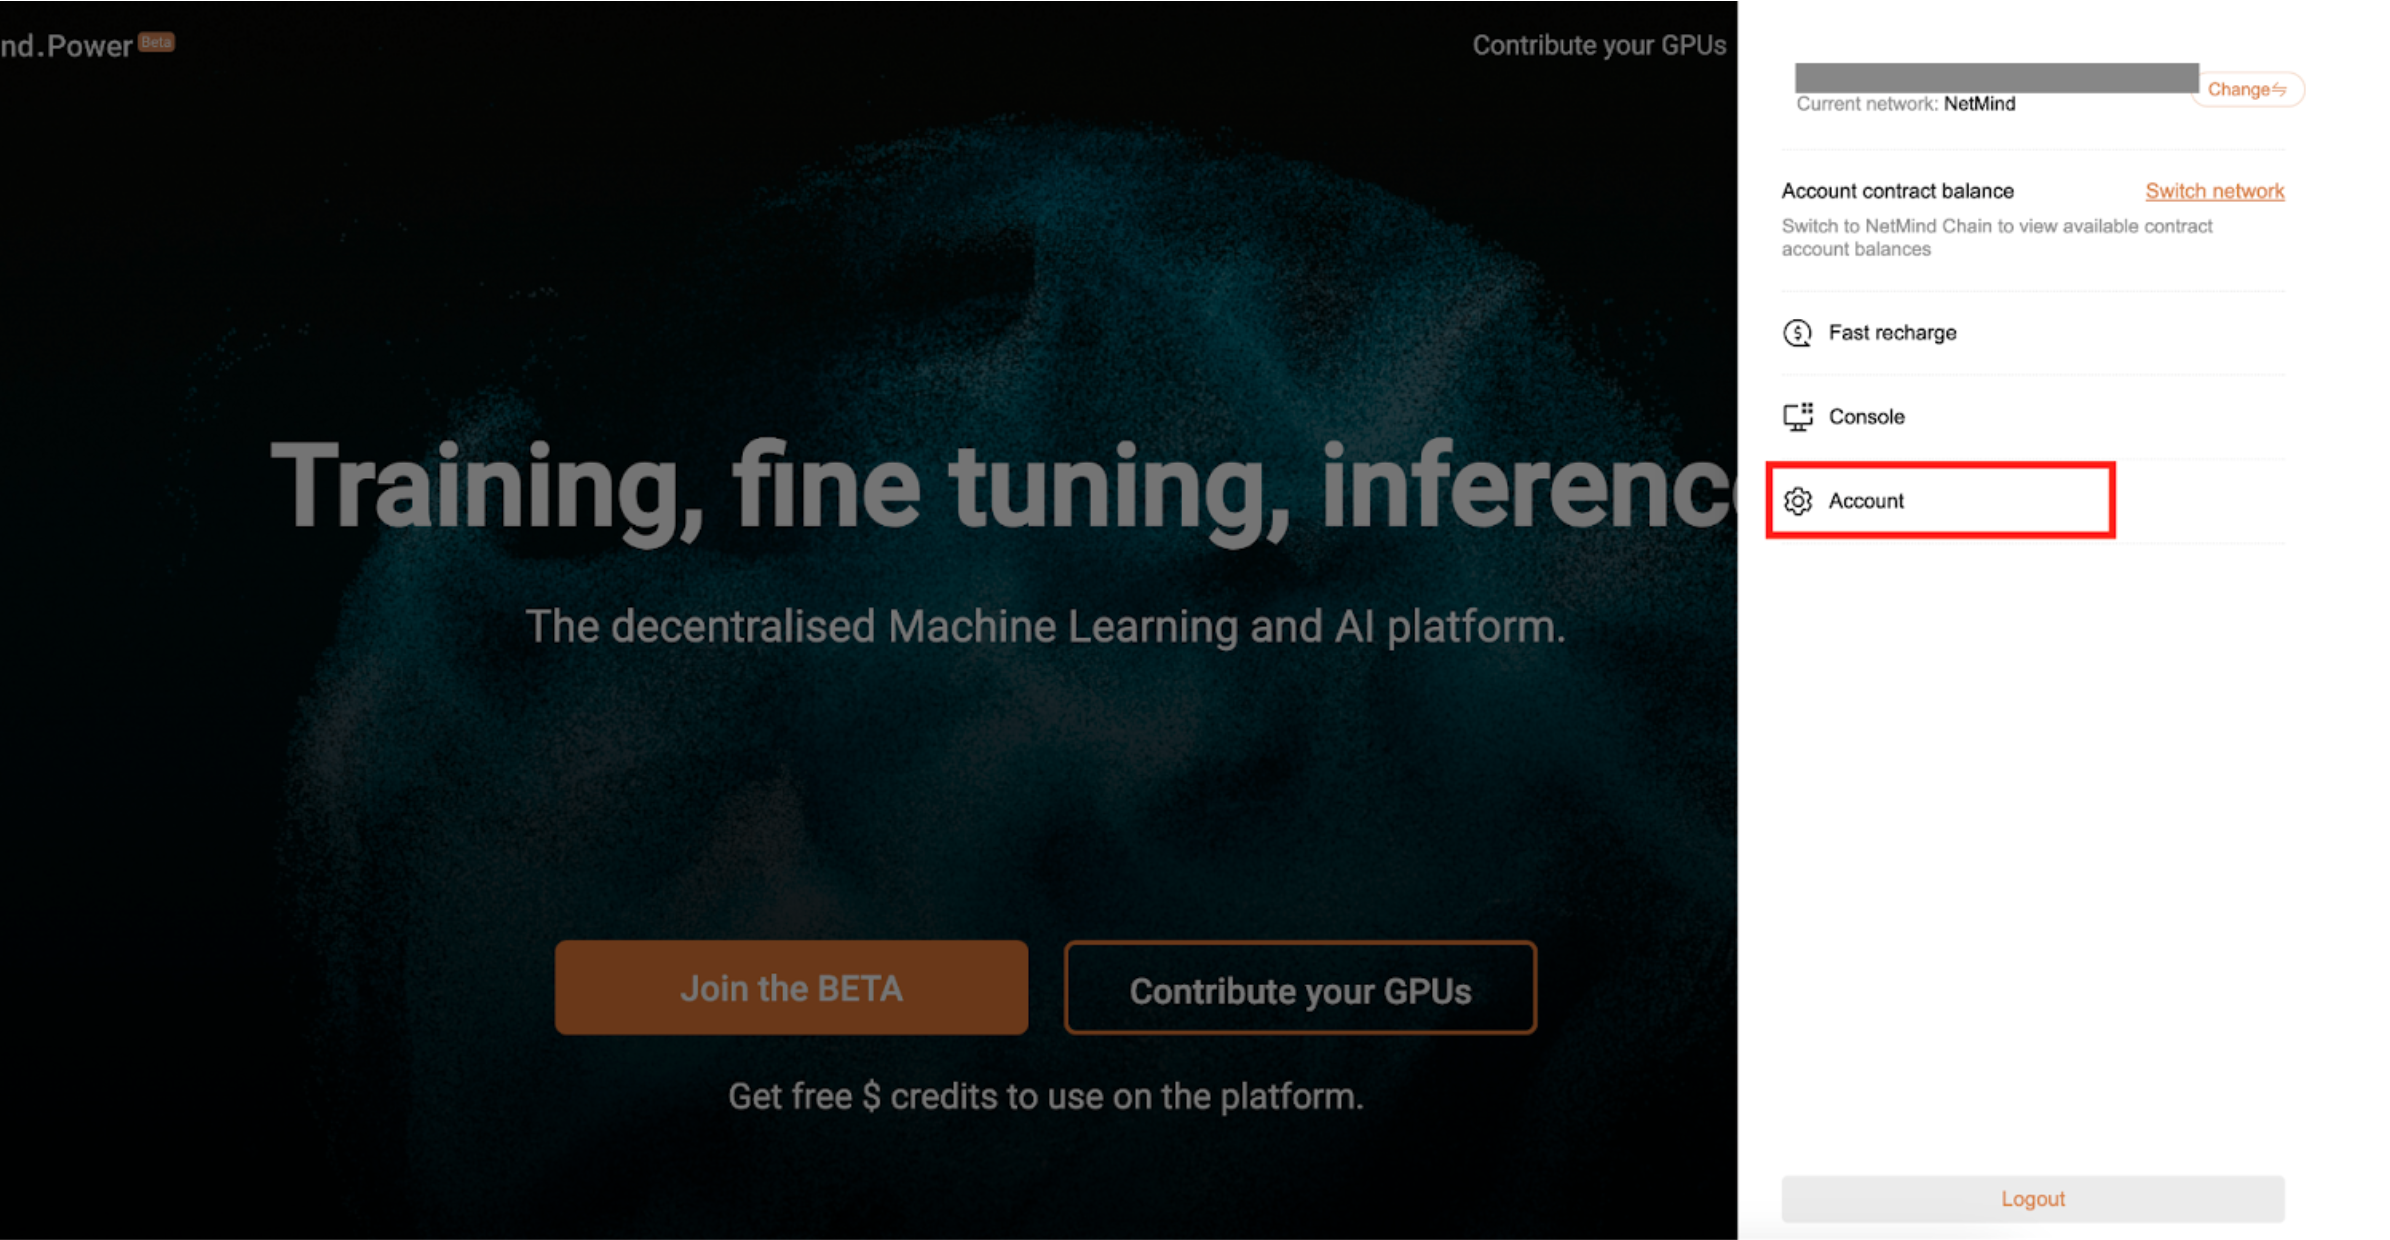 nd.Power Beta
Contribute your GPUs
Training, fine tuning, inferenc
The decentralised Machine Learning and AI platform.
Join the BETA
Contribute your GPUs
Get free $ credits to use on the platform.
Change
Current network: NetMind
Account contract balance
Switch network
Switch to NetMind Chain to view available contract
account balances
Fast recharge
Console
Account
Logout